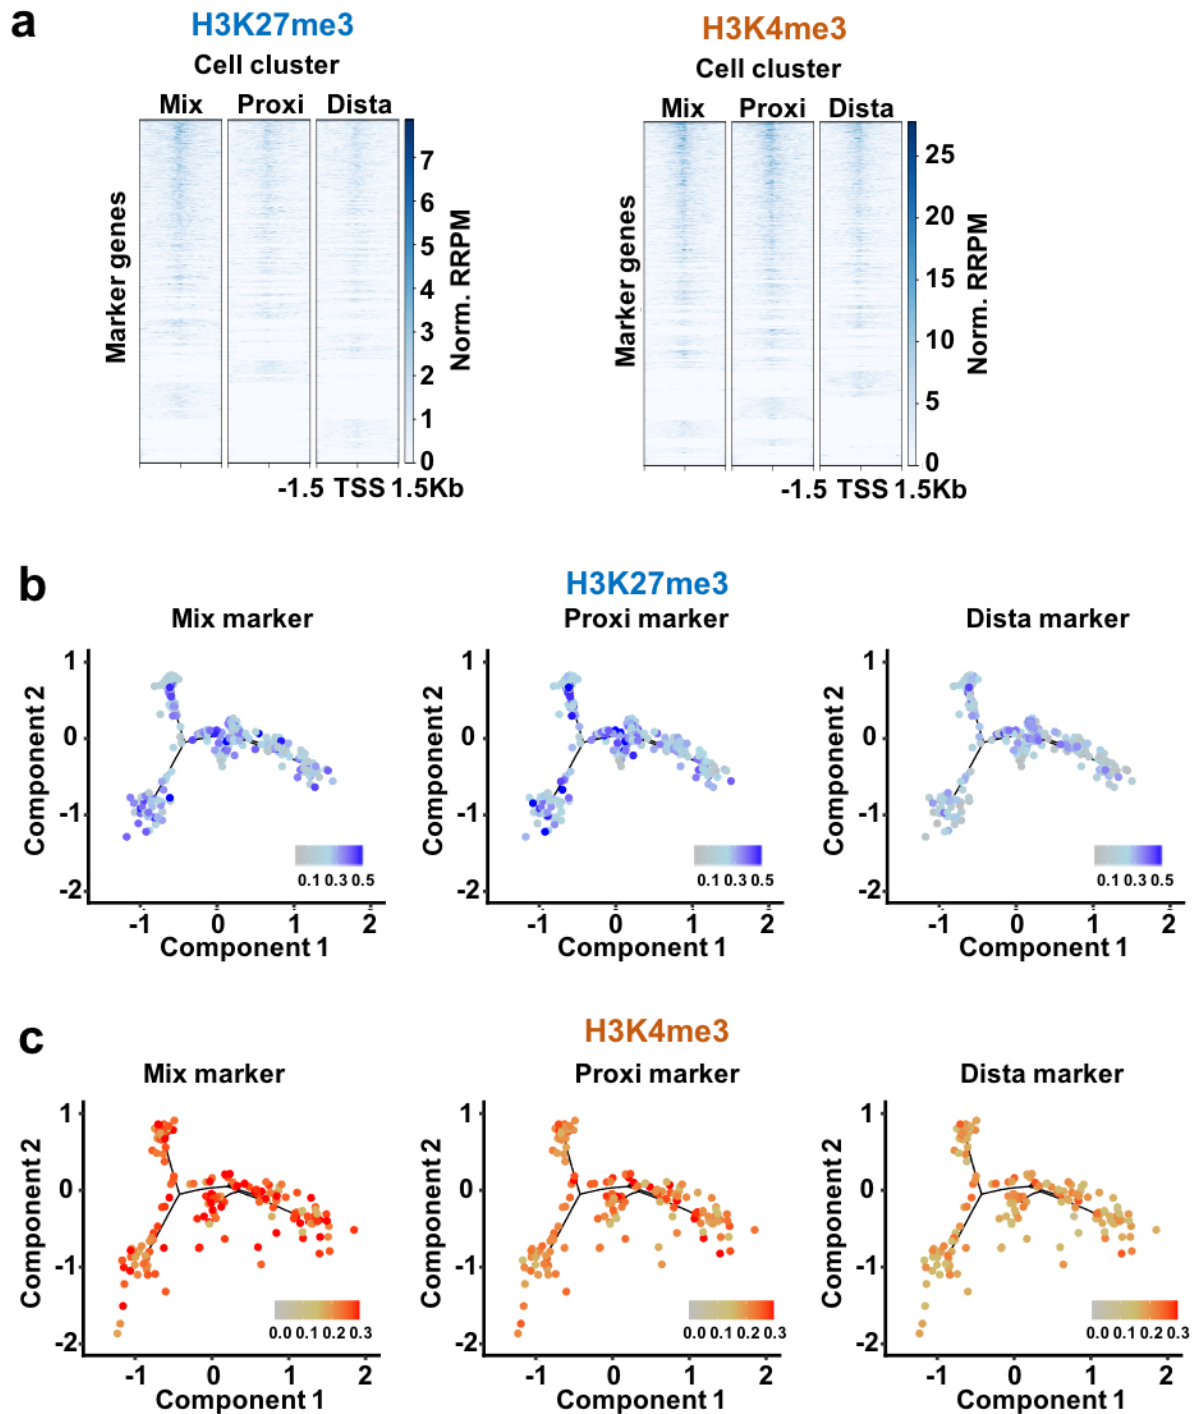 a
H3K27me3
Cell cluster
Mix Proxi Dista
Marker genes
7
6
5
4
3
2
1
0
Norm. RRPM
-1.5 TSS 1.5Kb
H3K4me3
Cell cluster
Mix Proxi Dista
Marker genes
25
20
15
10
5
0
Norm. RRPM
-1.5 TSS 1.5Kb
b
H3K27me3
Mix marker
Component 2
1
0
-1
-2
0.1 0.3 0.5
-1 0 1 2
Component 1
Proxi marker
Component 2
1
0
-1
-2
0.1 0.3 0.5
-1 0 1 2
Component 1
Dista marker
Component 2
1
0
-1
-2
0.1 0.3 0.5
-1 0 1 2
Component 1
c
H3K4me3
Mix marker
Component 2
1
0
-1
-2
0.0 0.1 0.2 0.3
-1 0 1 2
Component 1
Proxi marker
Component 2
1
0
-1
-2
0.0 0.1 0.2 0.3
-1 0 1 2
Component 1
Dista marker
Component 2
1
0
-1
-2
0.0 0.1 0.2 0.3
-1 0 1 2
Component 1